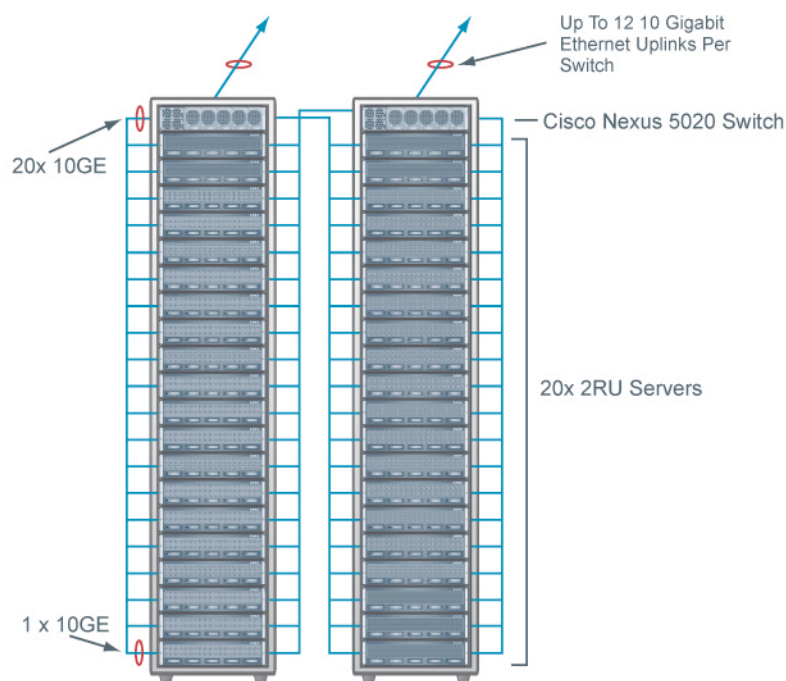 Up To 12 10 Gigabit
Ethernet Uplinks Per
Switch
Cisco Nexus 5020 Switch
20x 10GE
20x 2RU Servers
1 x 10GE